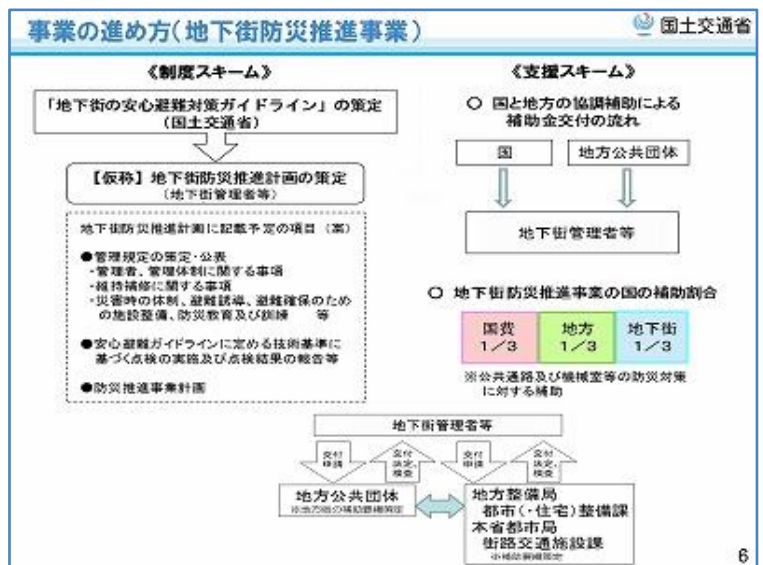 事業の進め方(地下街防災推進事業)
国土交通省
《制度スキーム》
「地下街の安心避難対策ガイドライン」の策定
(国土交通省)
【仮称】地下街防災推進計画の策定
(地下街管理者等)
地下街防災推進計画に記載予定の項目(案)
●管理規定の策定・公表
・管理者、管理体制に関する事項
・維持補修に関する事項
・災害時の体制、避難誘導、避難確保のため
の施設整備、防災教育及び訓練 等
●安心避難ガイドラインに定める技術基準に
基づく点検の実施及び点検結果の報告等
●防災推進事業計画
《支援スキーム》
○ 国と地方の協調補助による
補助金交付の流れ
国
地方公共団体
地下街管理者等
○ 地下街防災推進事業の国の補助割合
国費
1/3
地方
1/3
地下街
1/3
※公共通路及び機械室等の防災対策
に対する補助
地下街管理者等
交付
申請
交付
決定、
検査
交付
申請
交付
決定、
検査
地方公共団体
地方整備局
都市(・住宅)整備課
本省都市局
街路交通施設課
※補助要綱策定
6